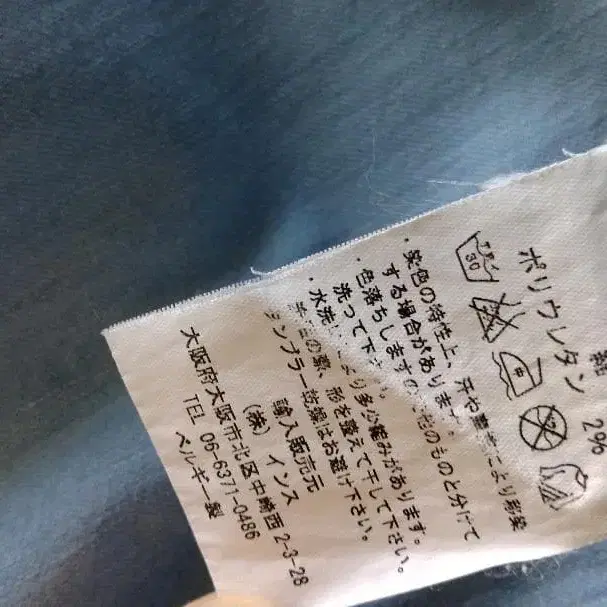 綿
ポリウレタン 2%
30
・染色の特性上、汗や摩擦により移染
する場合があります。
・色落ちしますので他のものと分けて
洗って下さい。
・水洗いにより多少縮みがあります。
形を整えて干して下さい。
タンブラー乾燥はお避け下さい。
輸入販売元
(株) インス
大阪府大阪市北区中崎西 2-3-28
TEL 06-6371-0486
ベルギー製